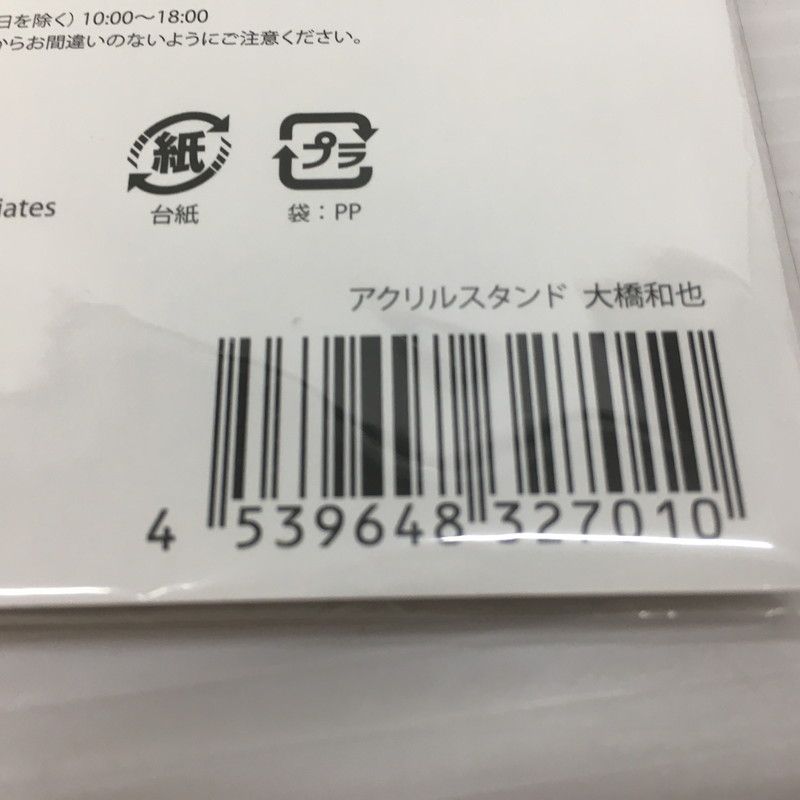 日を除く) 10:00～18:00
からお間違いのないようにご注意ください。
紙
プラ
iates
台紙
袋：PP
アクリルスタンド 大橋和也
4 539648 327010